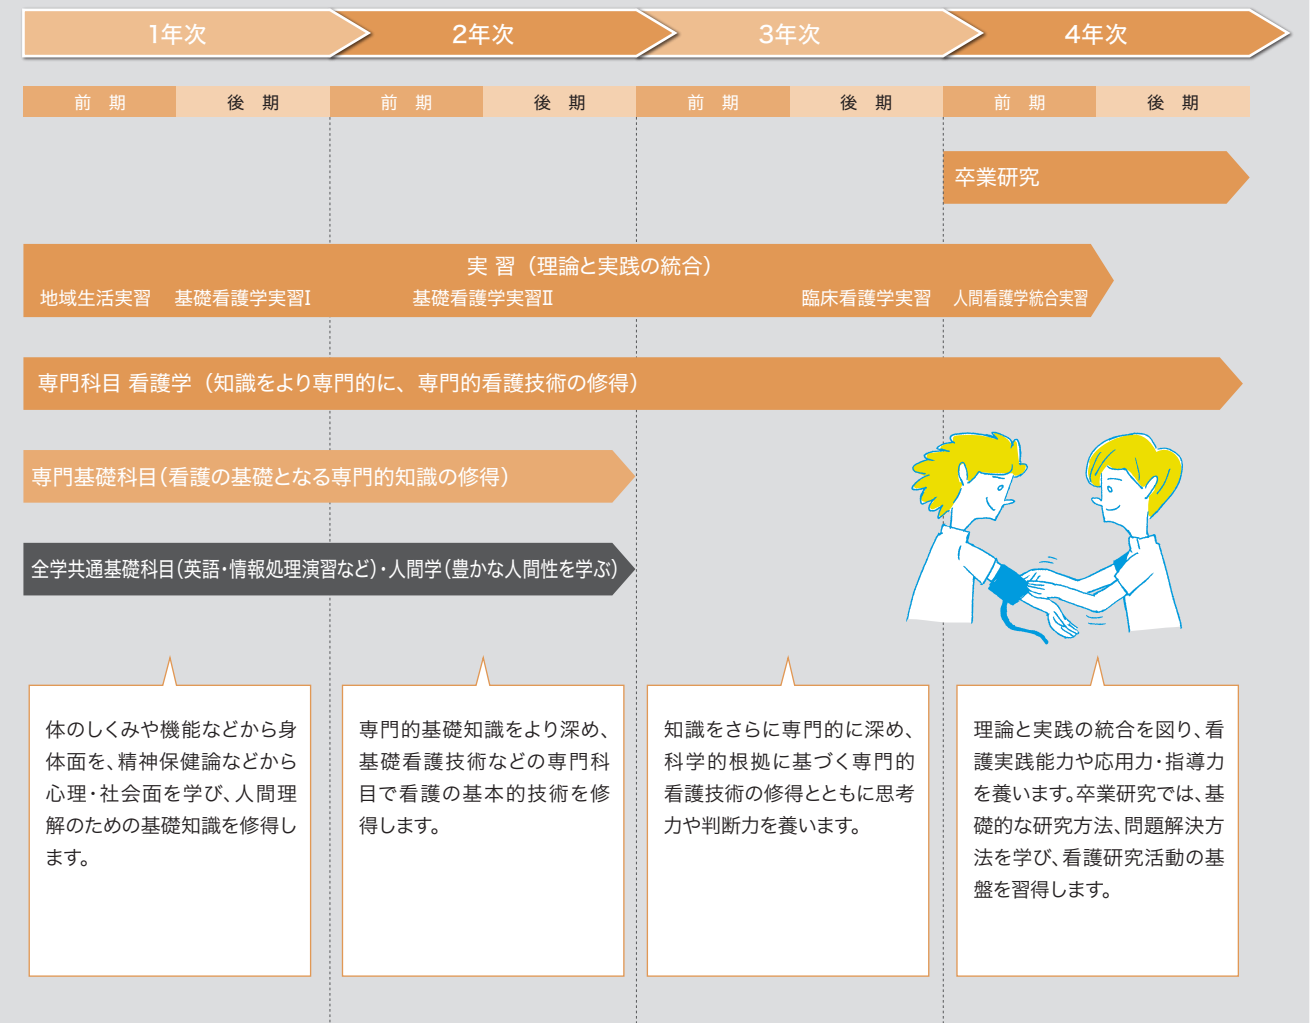 1年次 2年次 3年次 4年次
前 期 後 期 前 期 後 期 前 期 後 期 前 期 後 期
卒業研究
実 習（理論と実践の統合）
地域生活実習 基礎看護学実習Ⅰ 基礎看護学実習Ⅱ 臨床看護学実習 人間看護学統合実習
専門科目 看護学（知識をより専門的に、専門的看護技術の修得）
専門基礎科目（看護の基礎となる専門的知識の修得）
全学共通基礎科目（英語・情報処理演習など）・人間学（豊かな人間性を学ぶ）
体のしくみや機能などから身
体面を、精神保健論などから
心理・社会面を学び、人間理
解のための基礎知識を修得し
ます。
専門的基礎知識をより深め、
基礎看護技術などの専門科
目で看護の基本的技術を修
得します。
知識をさらに専門的に深め、
科学的根拠に基づく専門的
看護技術の修得とともに思考
力や判断力を養います。
理論と実践の統合を図り、看
護実践能力や応用力・指導力
を養います。卒業研究では、基
礎的な研究方法、問題解決方
法を学び、看護研究活動の基
盤を習得します。